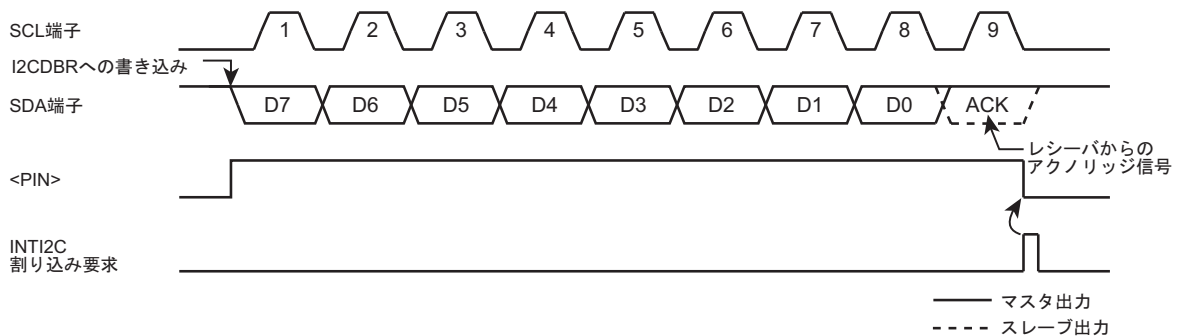 SCL端子
1 2 3 4 5 6 7 8 9
I2CDBRへの書き込み
SDA端子
D7 D6 D5 D4 D3 D2 D1 D0 ACK
レシーバからの
アクノリッジ信号
<PIN>
INTI2C
割り込み要求
マスタ出力
スレーブ出力